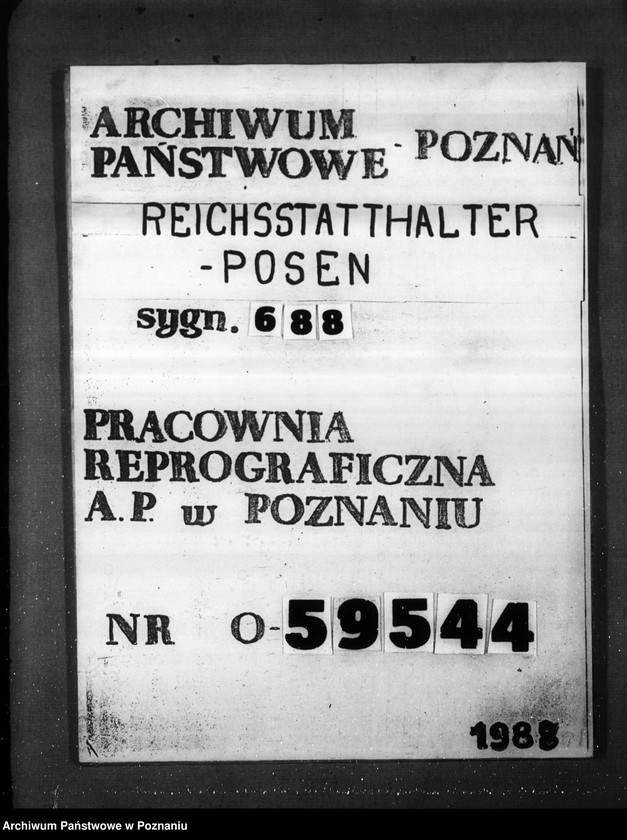 ARCHIWUM
PAŃSTWOWE - POZNAŃ
REICHSSTATTHALTER
-POSEN
sygn. 688
PRACOWNIA
REPROGRAFICZNA
A.P. w POZNANIU
NR O-59544
1988
Archiwum Państwowe w Poznaniu